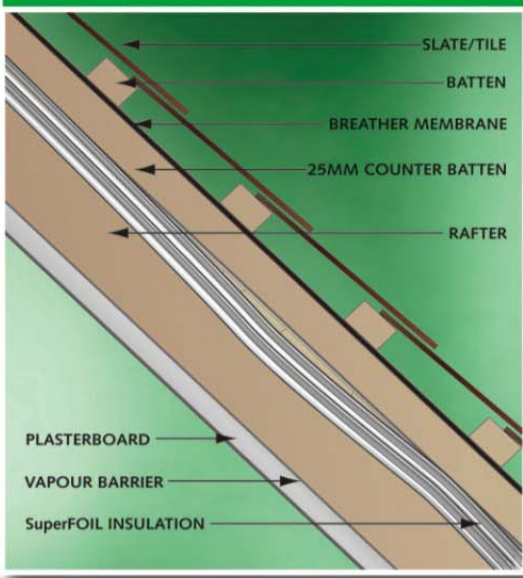 SLATE/TILE
BATTEN
BREATHER MEMBRANE
25MM COUNTER BATTEN
RAFTER
PLASTERBOARD
VAPOUR BARRIER
SuperFOIL INSULATION